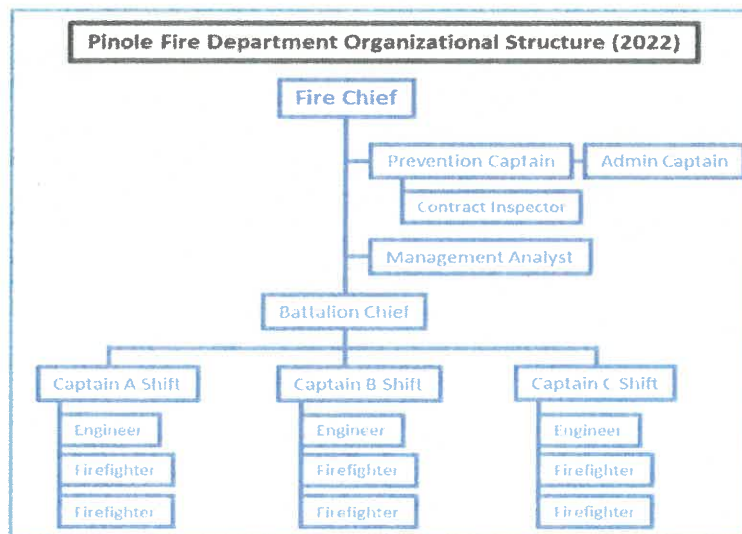 Pinole Fire Department Organizational Structure (2022)
Fire Chief
Prevention Captain
Admin Captain
Contract Inspector
Management Analyst
Battalion Chief
Captain A Shift
Captain B Shift
Captain C Shift
Engineer
Engineer
Engineer
Firefighter
Firefighter
Firefighter
Firefighter
Firefighter
Firefighter